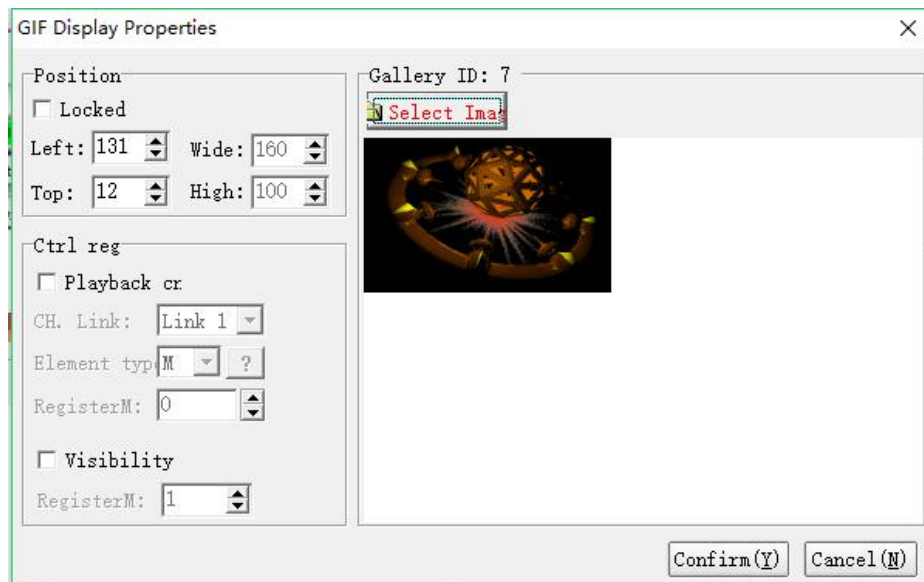 GIF Display Properties
Position
Locked
Left: 131 Wide: 160
Top: 12 High: 100
Ctrl reg
Playback cr
CH. Link: Link 1
Element typ M ?
RegisterM: 0
Visibility
RegisterM: 1
Gallery ID: 7
Select Imag
Confirm(Y) Cancel(N)